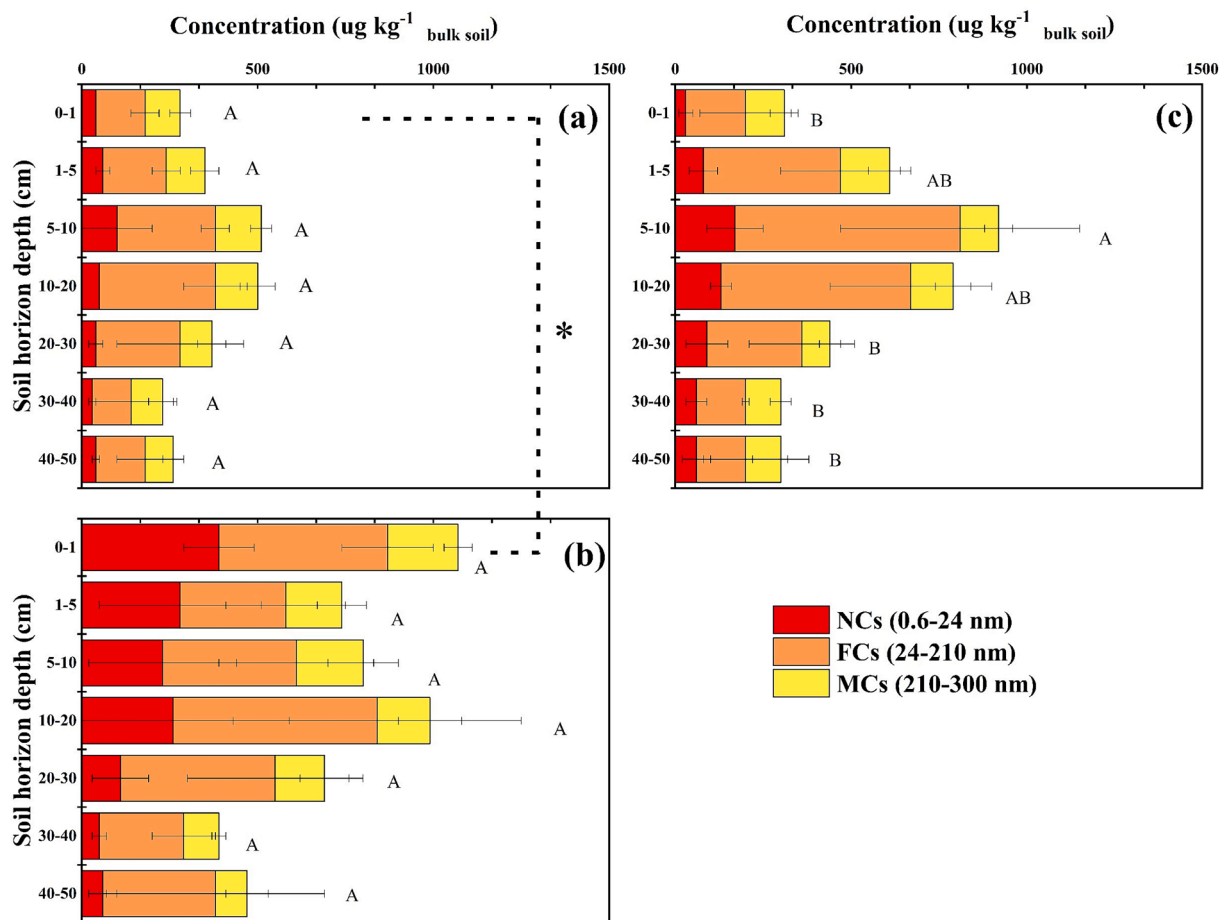 Concentration (ug kg⁻¹ bulk soil)
0 500 1000 1500
Soil horizon depth (cm)
(a)
0-1 A
1-5 A
5-10 A
10-20 A
*
20-30 A
30-40 A
40-50 A
Concentration (ug kg⁻¹ bulk soil)
0 500 1000 1500
(c)
0-1 B
1-5 AB
5-10 A
10-20 AB
20-30 B
30-40 B
40-50 B
Soil horizon depth (cm)
(b)
0-1 A
1-5 A
5-10 A
10-20 A
20-30 A
30-40 A
40-50 A
NCs (0.6-24 nm)
FCs (24-210 nm)
MCs (210-300 nm)